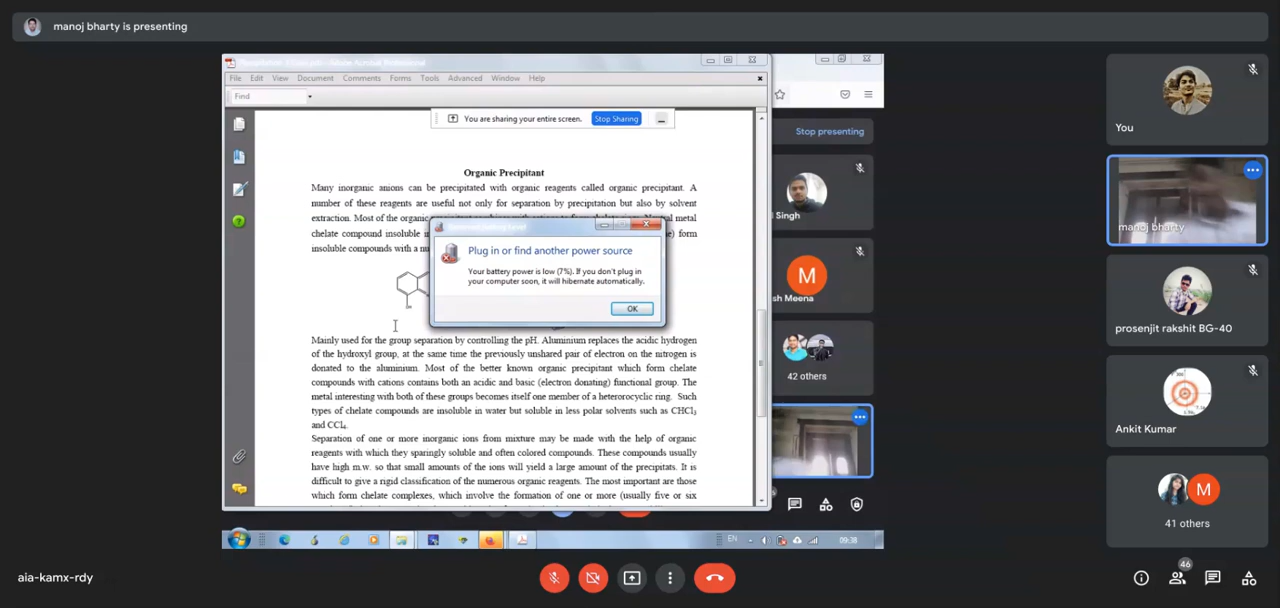 manoj bharty is presenting
File Edit View Document Comments Forms Tools Advanced Window Help
Find
You are sharing your entire screen. Stop Sharing
Stop presenting
Organic Precipitant
Many inorganic anions can be precipitated with organic reagents called organic precipitant. A
number of these reagents are useful not only for separation by precipitation but also by solvent
extraction. Most of the organic
metal
chelate compound insoluble
form
insoluble compounds with a
Plug in or find another power source
Your battery power is low (7%). If you don't plug in
your computer soon, it will hibernate automatically.
OK
Mainly used for the group separation by controlling the pH. Aluminium replaces the acidic hydrogen
of the hydroxyl group, at the same time the previously unshared pair of electron on the nitrogen is
donated to the aluminium. Most of the better known organic precipitant which form chelate
compounds with cations contains both an acidic and basic (electron donating) functional group. The
metal interesting with both of these groups becomes itself one member of a heterorocyclic ring. Such
types of chelate compounds are insoluble in water but soluble in less polar solvents such as CHCl3
and CCl4.
Separation of one or more inorganic ions from mixture may be made with the help of organic
reagents with which they sparingly soluble and often colored compounds. These compounds usually
have high m.w. so that small amounts of the ions will yield a large amount of the precipitats. It is
difficult to give a rigid classification of the numerous organic reagents. The most important are those
which form chelate complexes, which involve the formation of one or more (usually five or six
Singh
M
sh Meena
42 others
EN
09:38
You
manoj bharty
prosenjit rakshit BG-40
Ankit Kumar
M
41 others
aia-kamx-rdy
46